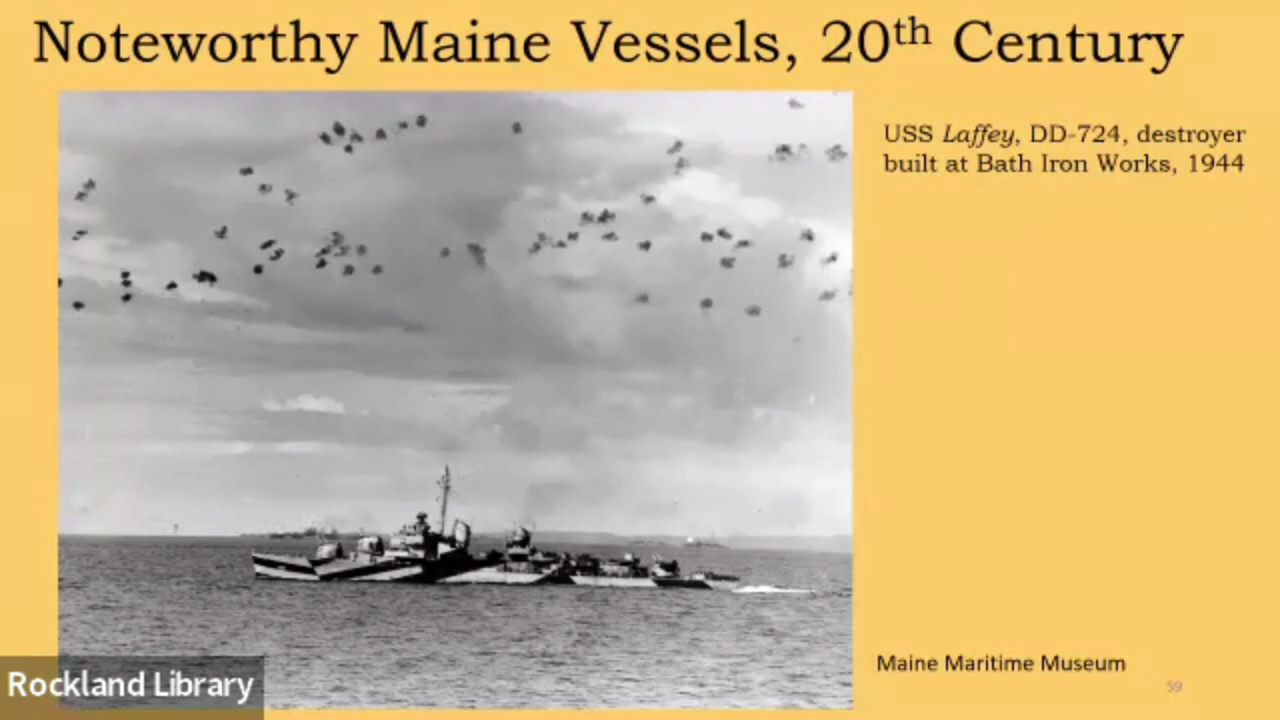 Noteworthy Maine Vessels, 20th Century
USS Laffey, DD-724, destroyer
built at Bath Iron Works, 1944
Maine Maritime Museum
59
Rockland Library